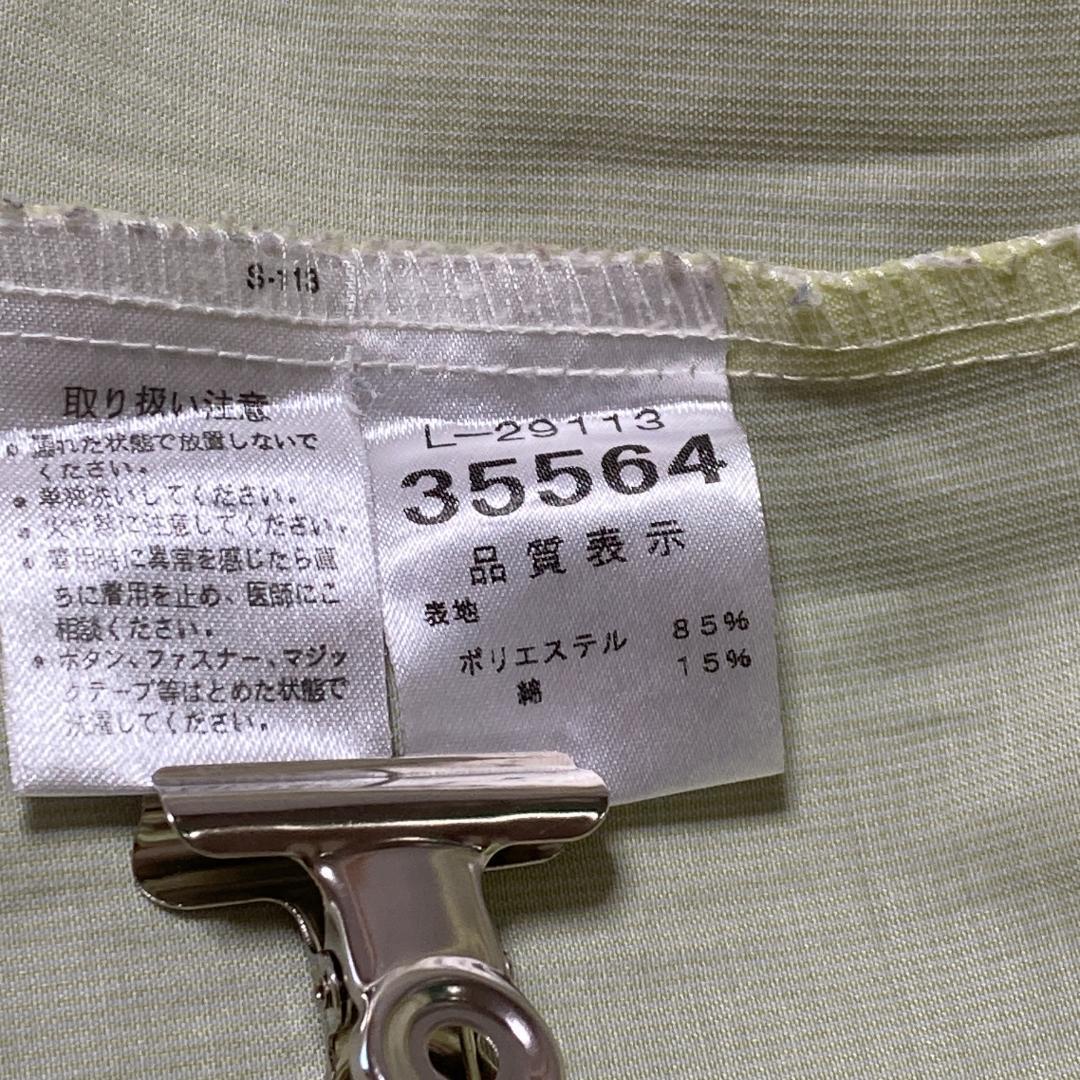 S-113
取り扱い注意
● 濡れた状態で放置しないで
ください。
● 単独洗いしてください。
● 火や熱に注意してください。
● 着用時に異常を感じたら直
ちに着用を止め、医師にご
相談ください。
● ボタン、ファスナー、マジッ
クテープ等はとめた状態で
洗濯してください。
L-29113
35564
品質表示
表地
ポリエステル 85%
綿 15%